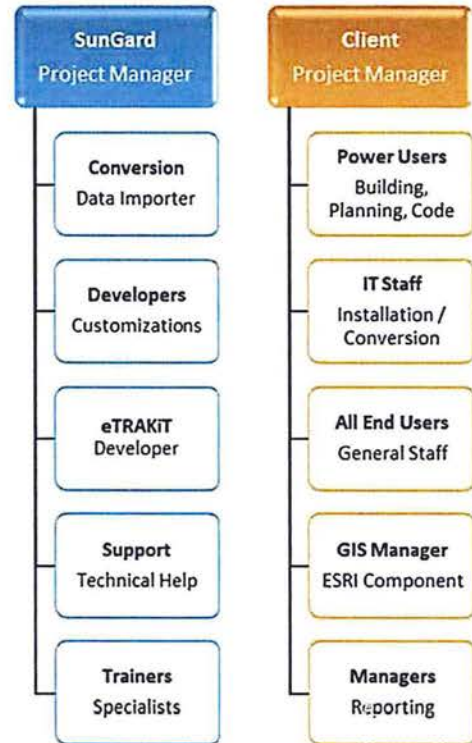 SunGard
Project Manager
Conversion
Data Importer
Developers
Customizations
eTRAKiT
Developer
Support
Technical Help
Trainers
Specialists
Client
Project Manager
Power Users
Building,
Planning, Code
IT Staff
Installation /
Conversion
All End Users
General Staff
GIS Manager
ESRI Component
Managers
Reporting